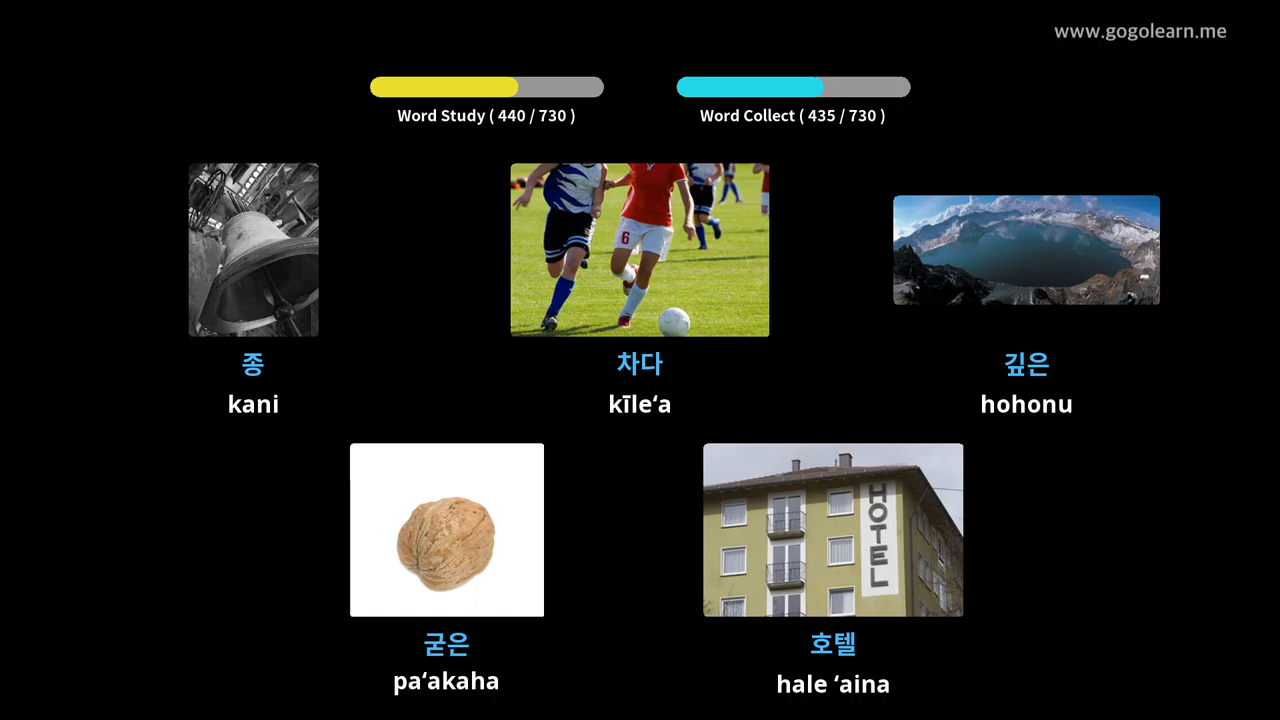 www.gogolearn.me
Word Study ( 440 / 730 )
Word Collect ( 435 / 730 )
6
종
차다
깊은
kani
kīleʻa
hohonu
HOTEL
굳은
호텔
paʻakaha
hale ʻaina